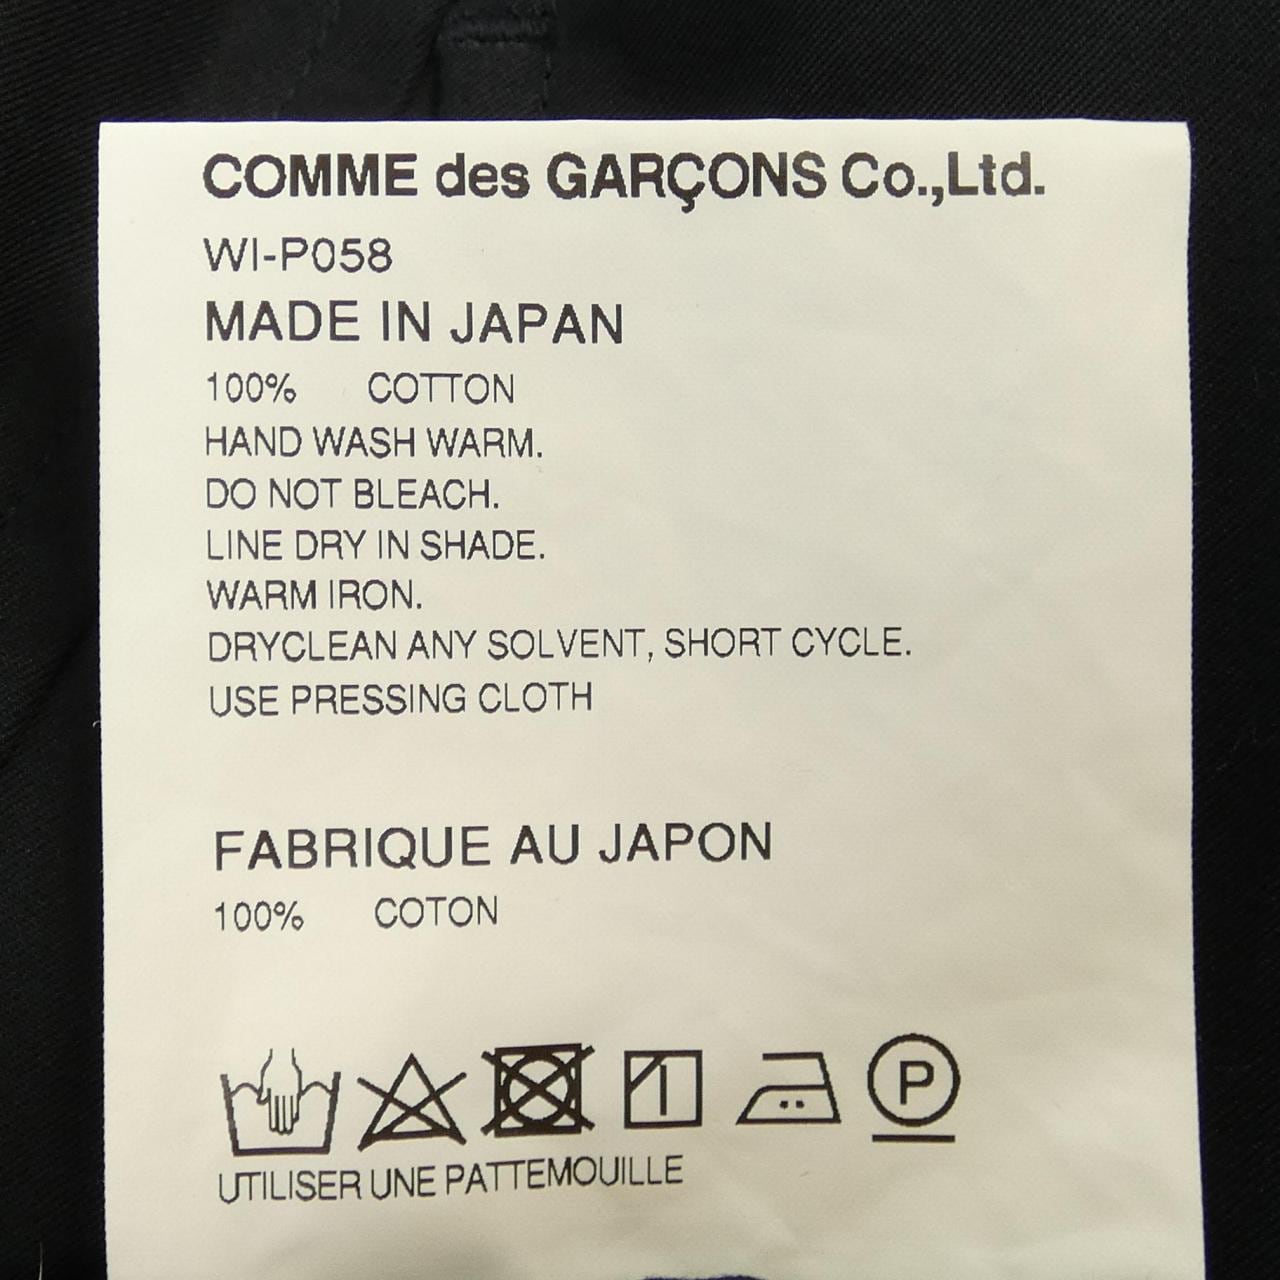 COMME des GARÇONS Co.,Ltd.
WI-P058
MADE IN JAPAN
100% COTTON
HAND WASH WARM.
DO NOT BLEACH.
LINE DRY IN SHADE.
WARM IRON.
DRYCLEAN ANY SOLVENT, SHORT CYCLE.
USE PRESSING CLOTH
FABRIQUE AU JAPON
100% COTON
P
UTILISER UNE PATTEMOUILLE